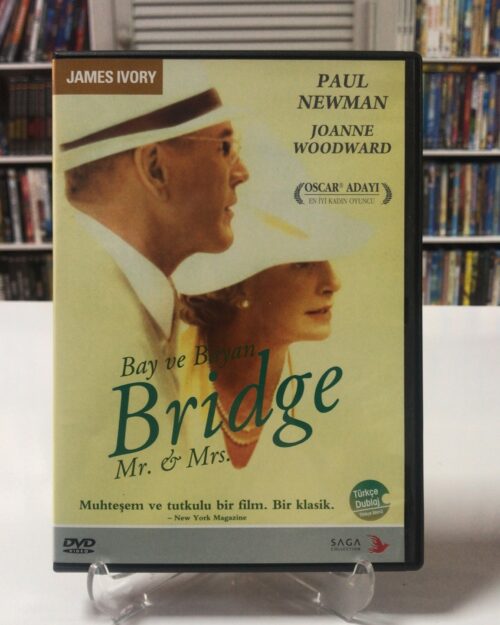 JAMES IVORY
PAUL
NEWMAN
JOANNE
WOODWARD
OSCAR® ADAYI
EN İYİ KADIN OYUNCU
Bay ve Bayan
Bridge
Mr. & Mrs.
Muhteşem ve tutkulu bir film. Bir klasik.
– New York Magazine
Türkçe
Dublaj
DVD
VIDEO
SAGA
COLLECTION